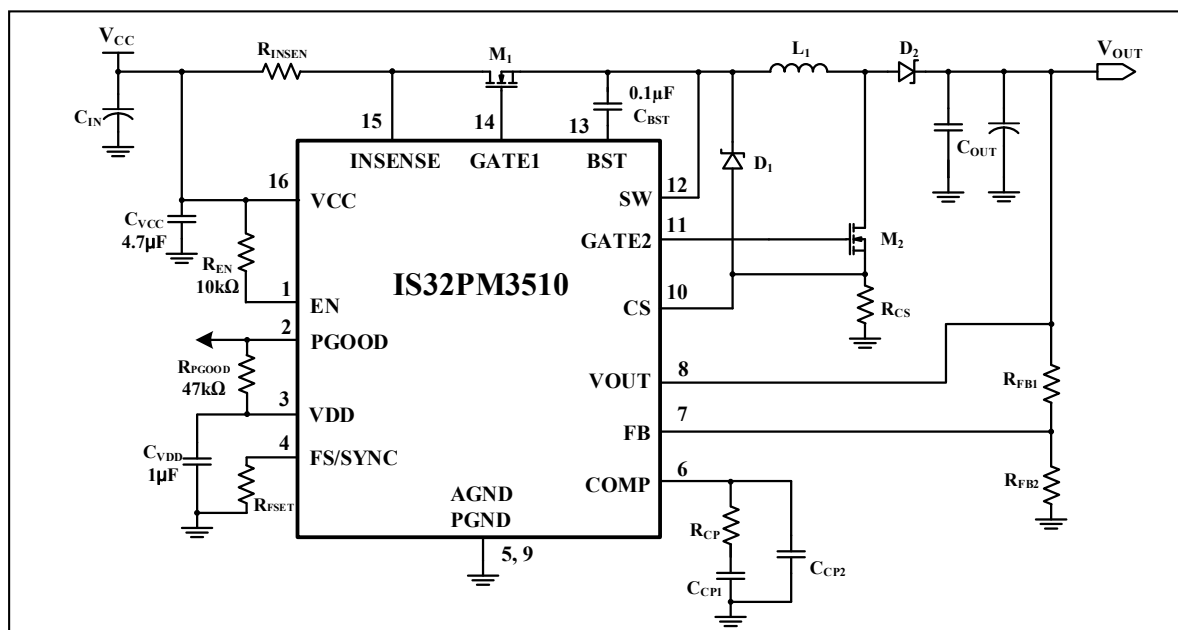 VCC
RINSEN
M1
L1
D2
VOUT
CIN
15
14
0.1µF
CBST
13
INSENSE
GATE1
BST
D1
COUT
16
VCC
SW
12
CVCC
4.7µF
GATE2
11
M2
REN
10kΩ
IS32PM3510
1
EN
CS
10
RCS
2
PGOOD
RPGOOD
47kΩ
VOUT
8
RFB1
3
VDD
FB
7
CVDD
1µF
4
FS/SYNC
COMP
6
RFB2
RFSET
AGND
PGND
RCP
5, 9
CCP1
CCP2